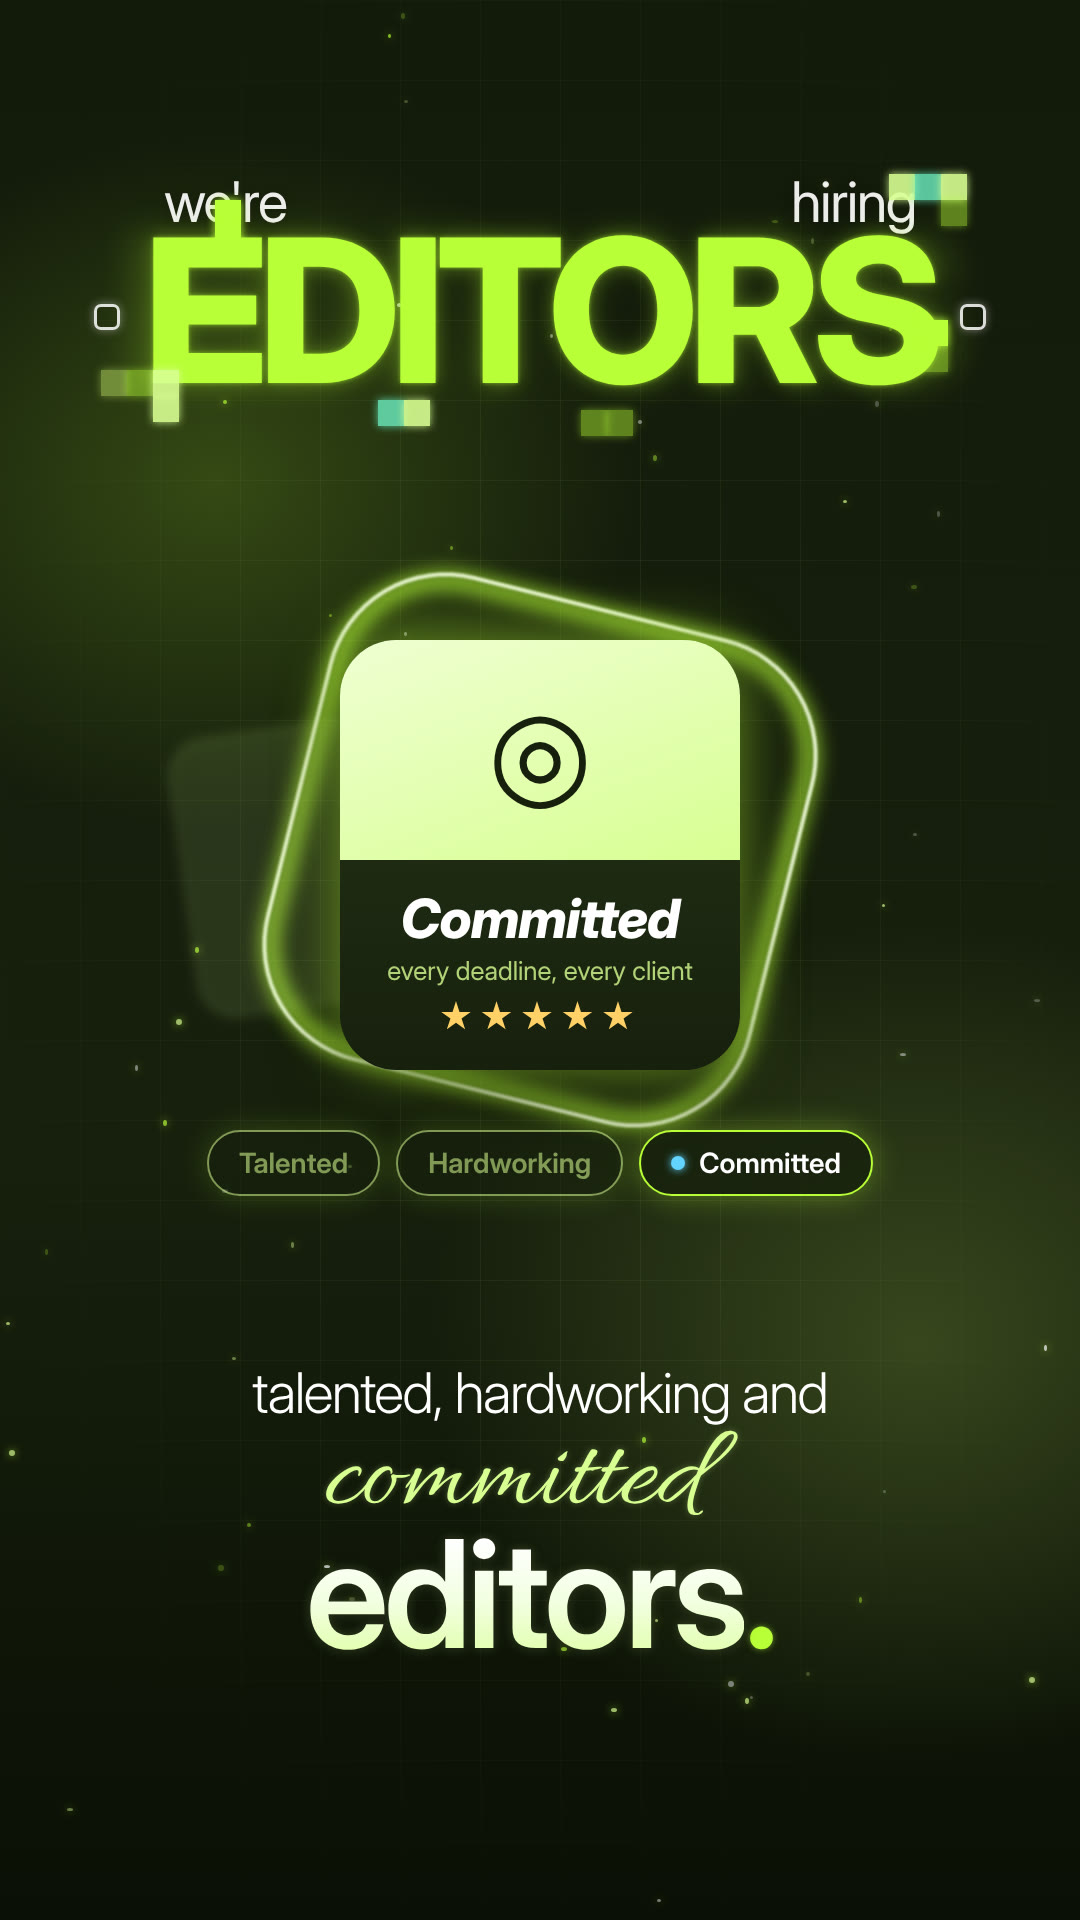 we're hiring
EDITORS
Committed
every deadline, every client
★★★★★
Talented Hardworking Committed
talented, hardworking and
committed
editors.